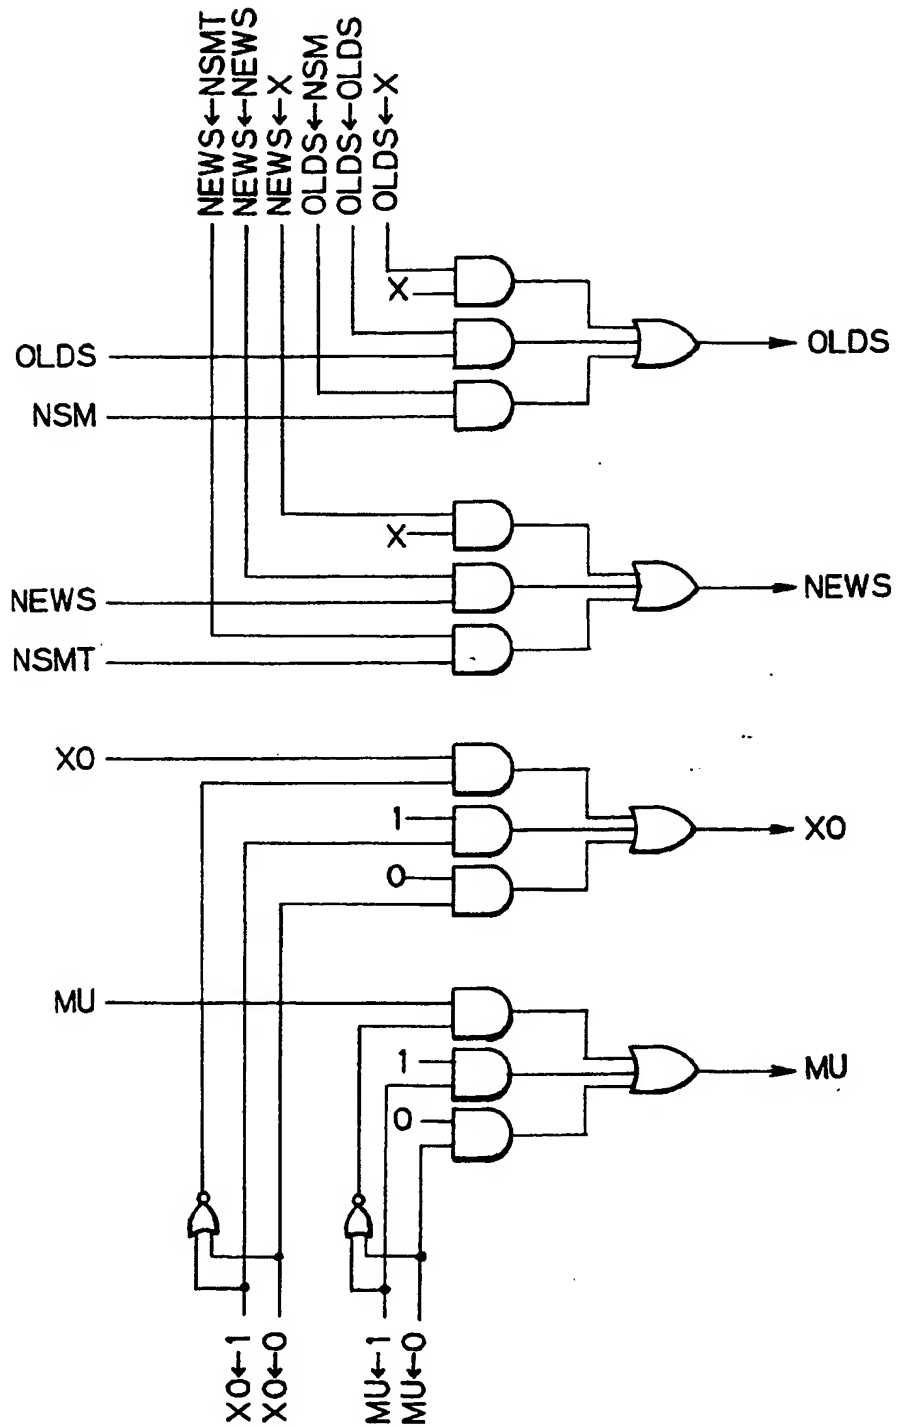 NEWS←NSMT
NEWS←NEWS
NEWS←X
OLDS←NSM
OLDS←OLDS
OLDS←X
X
OLDS
OLDS
NSM
X
NEWS
NEWS
NSMT
XO
1
XO
0
MU
1
MU
0
XO←1
XO←0
MU←1
MU←0